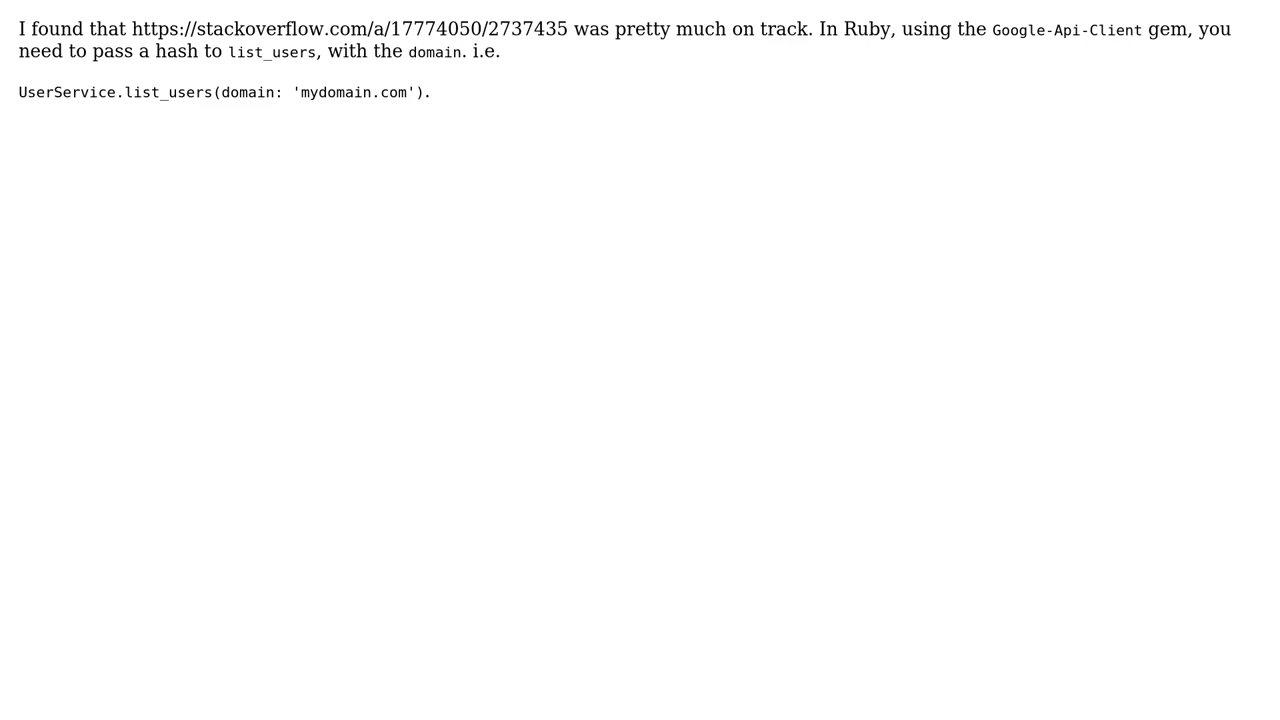 I found that https://stackoverflow.com/a/17774050/2737435 was pretty much on track. In Ruby, using the Google-Api-Client gem, you
need to pass a hash to list_users, with the domain. i.e.
UserService.list_users(domain: 'mydomain.com').